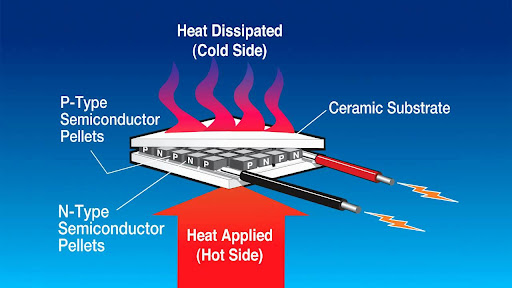 Heat Dissipated
(Cold Side)
P-Type
Semiconductor
Pellets
Ceramic Substrate
P N P N P
P N P N
N-Type
Semiconductor
Pellets
Heat Applied
(Hot Side)